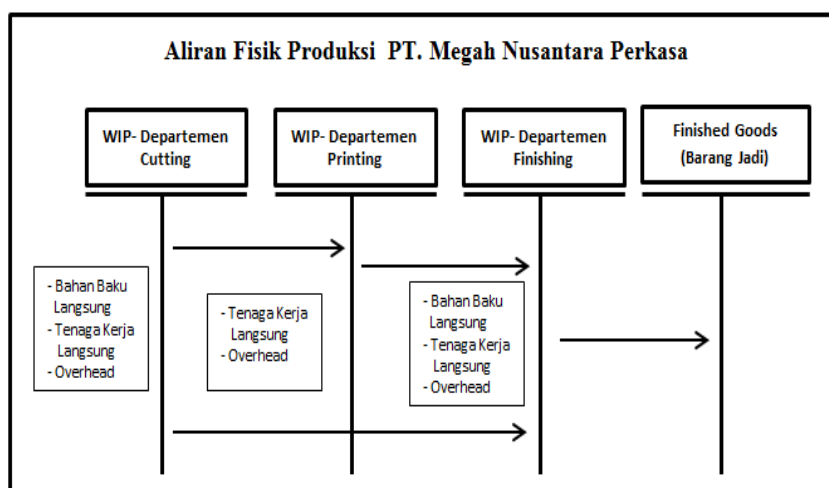 Aliran Fisik Produksi PT. Megah Nusantara Perkasa
WIP- Departemen
Cutting
WIP- Departemen
Printing
WIP- Departemen
Finishing
Finished Goods
(Barang Jadi)
- Bahan Baku
Langsung
- Tenaga Kerja
Langsung
- Overhead
- Tenaga Kerja
Langsung
- Overhead
- Bahan Baku
Langsung
- Tenaga Kerja
Langsung
- Overhead